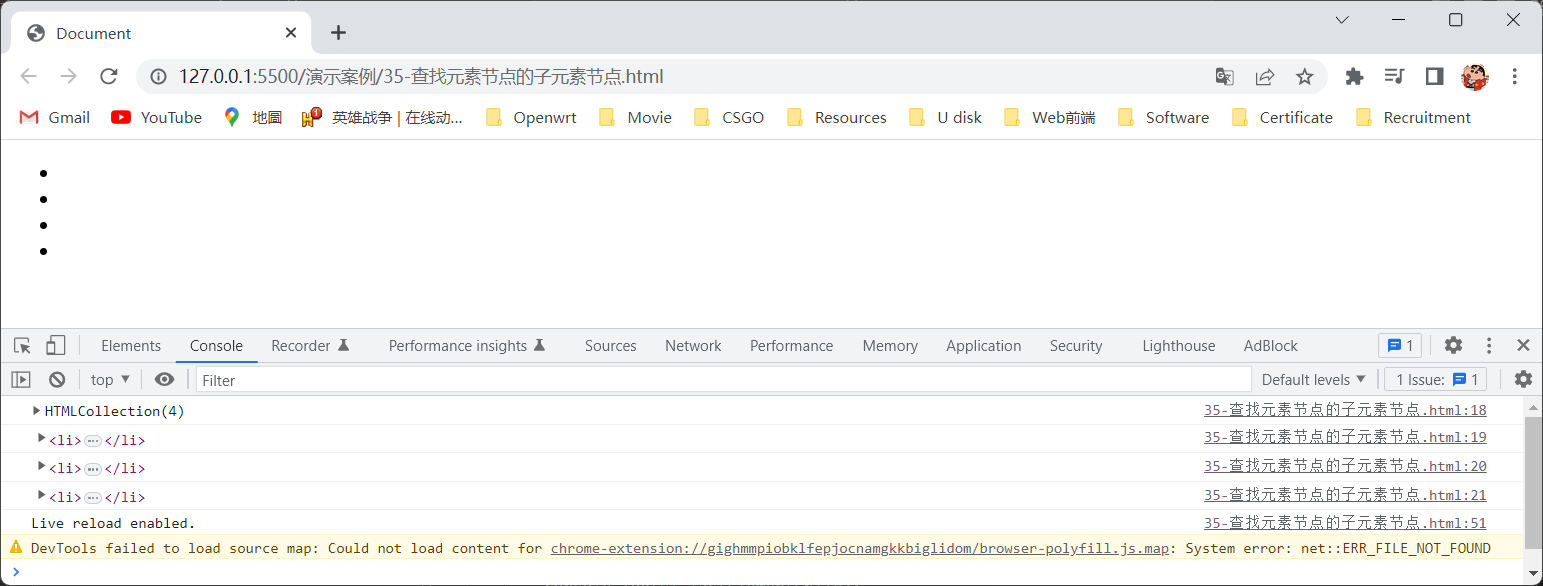 Document
127.0.0.1:5500/演示案例/35-查找元素节点的子元素节点.html
Gmail YouTube 地圖 英雄战争 | 在线动... Openwrt Movie CSGO Resources U disk Web前端 Software Certificate Recruitment
Elements Console Recorder Performance insights Sources Network Performance Memory Application Security Lighthouse AdBlock 1
top Filter Default levels 1 Issue: 1
HTMLCollection(4) 35-查找元素节点的子元素节点.html:18
<li>…</li> 35-查找元素节点的子元素节点.html:19
<li>…</li> 35-查找元素节点的子元素节点.html:20
<li>…</li> 35-查找元素节点的子元素节点.html:21
Live reload enabled. 35-查找元素节点的子元素节点.html:51
DevTools failed to load source map: Could not load content for chrome-extension://gighmmpiobklfepjocnamgkkbiglidom/browser-polyfill.js.map: System error: net::ERR_FILE_NOT_FOUND